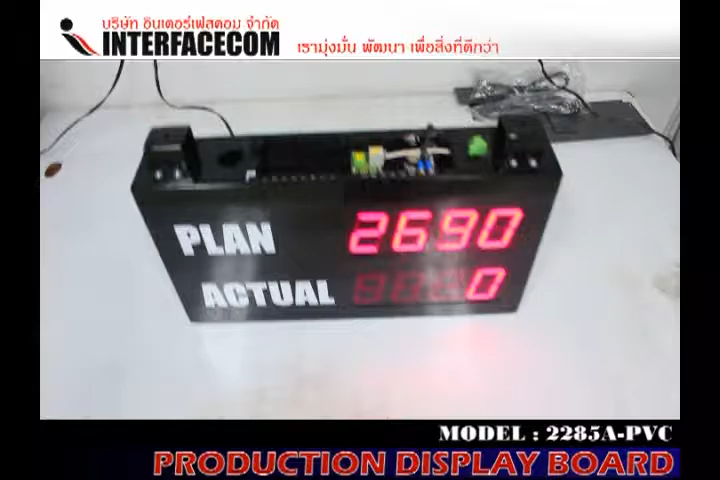 บริษัท อินเตอร์เฟสคอม จำกัด
INTERFACECOM
เรามุ่งมั่น พัฒนา เพื่อสิ่งที่ดีกว่า
PLAN 2690
ACTUAL 0
MODEL : 2285A-PVC
PRODUCTION DISPLAY BOARD